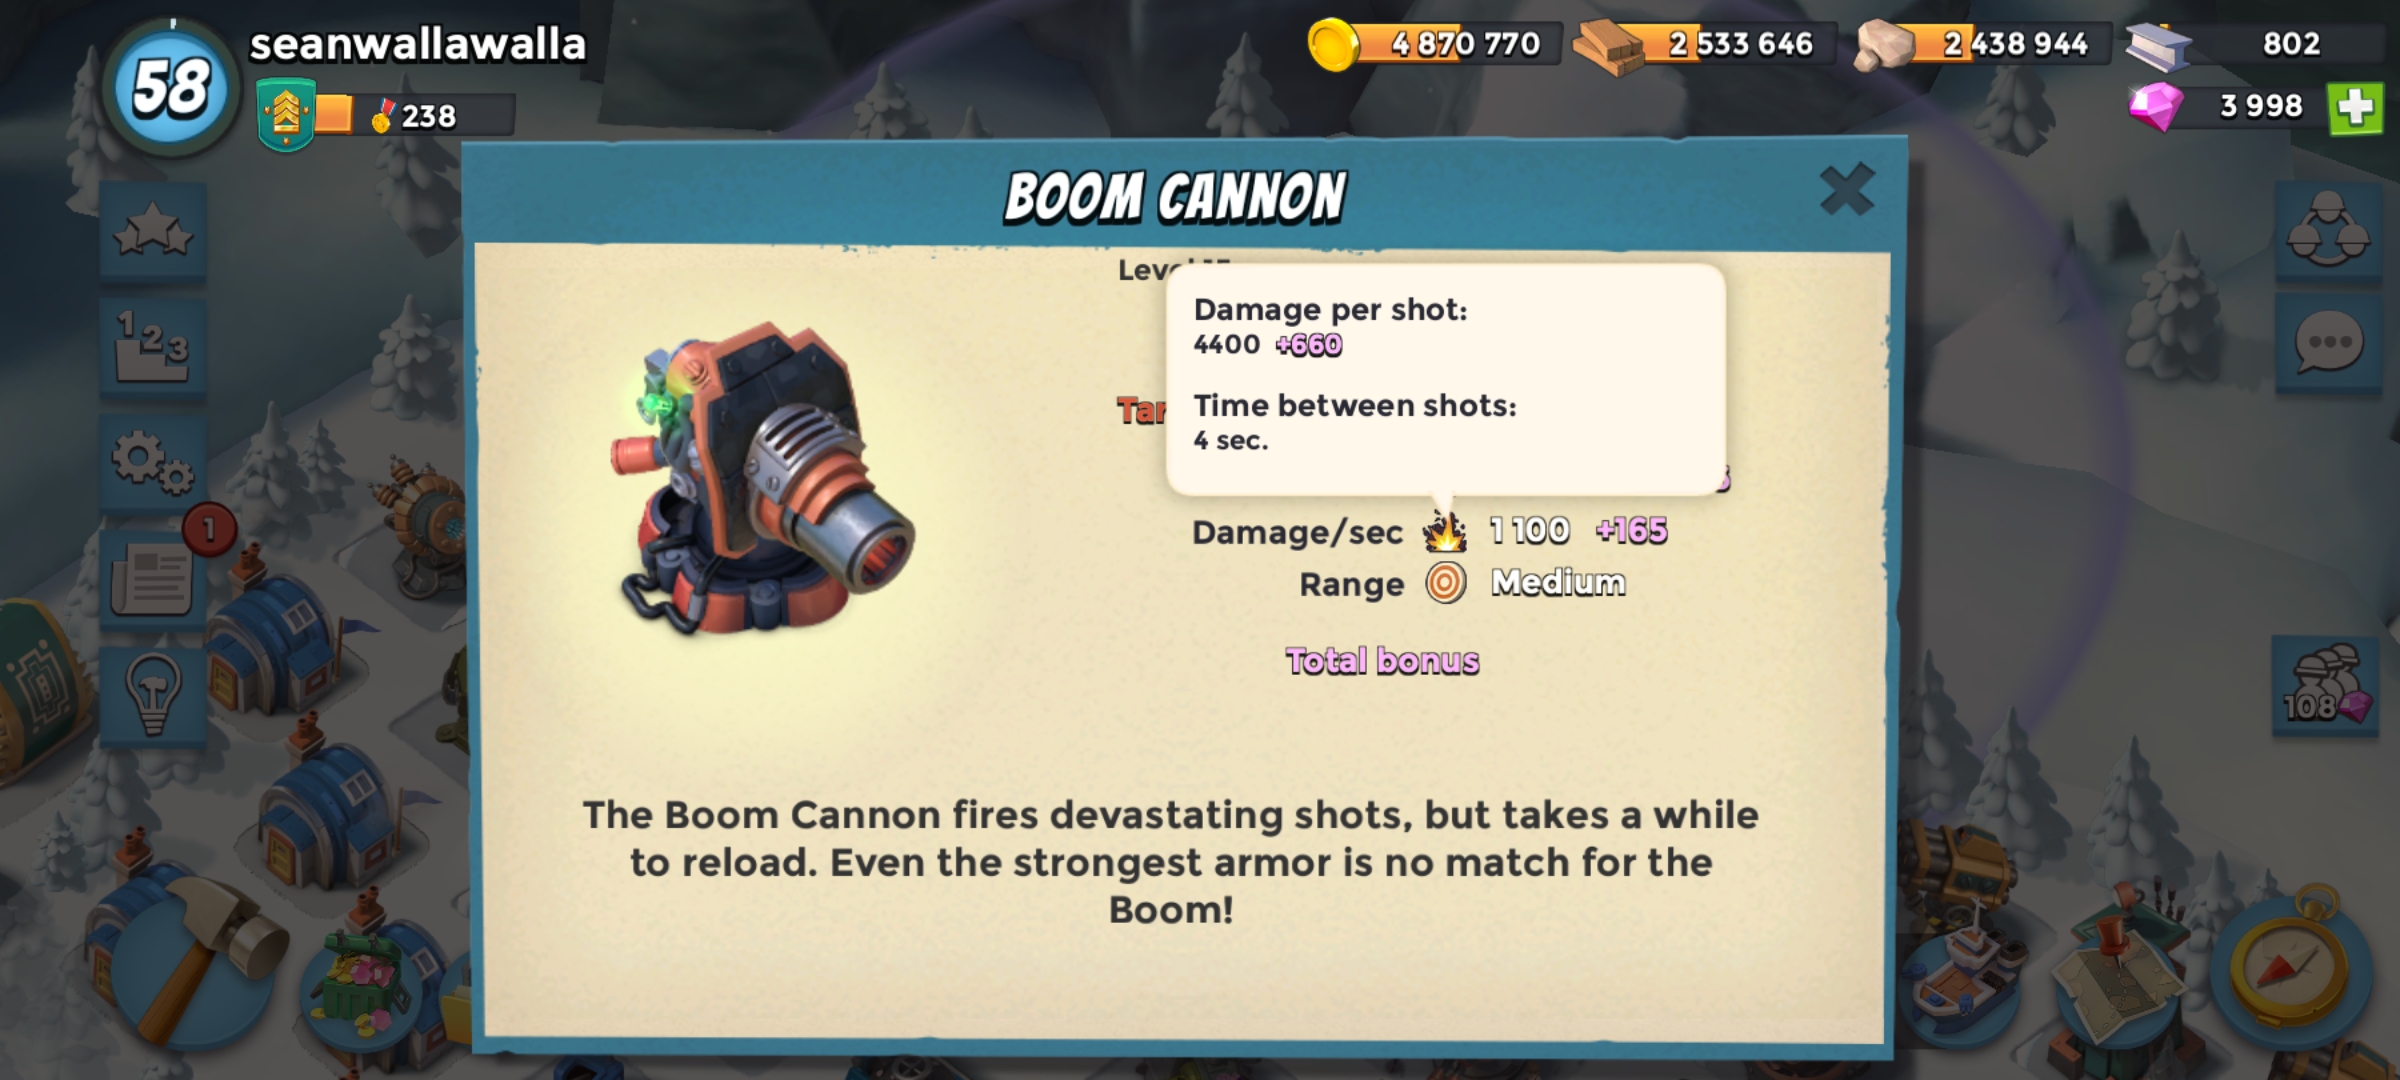 58
seanwallawalla
238
4 870 770
2 533 646
2 438 944
802
3 998
BOOM CANNON
Damage per shot:
4400 +660
Time between shots:
4 sec.
Damage/sec 1 100 +165
Range Medium
Total bonus
The Boom Cannon fires devastating shots, but takes a while
to reload. Even the strongest armor is no match for the
Boom!
1 2 3
1
108